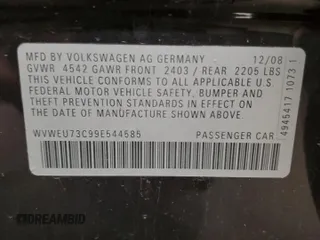 MFD BY VOLKSWAGEN AG GERMANY 12/08
GVWR 4542 GAWR FRONT 2403 / REAR 2205 LBS
THIS VEHICLE CONFORMS TO ALL APPLICABLE U.S.
FEDERAL MOTOR VEHICLE SAFETY, BUMPER AND
THEFT PREVENTION STANDARDS IN EFFECT ON
THE DATE OF MANUFACTURE SHOWN ABOVE
WVWEU73C99E544585 PASSENGER CAR
4945417 1073 1
DREAMBID